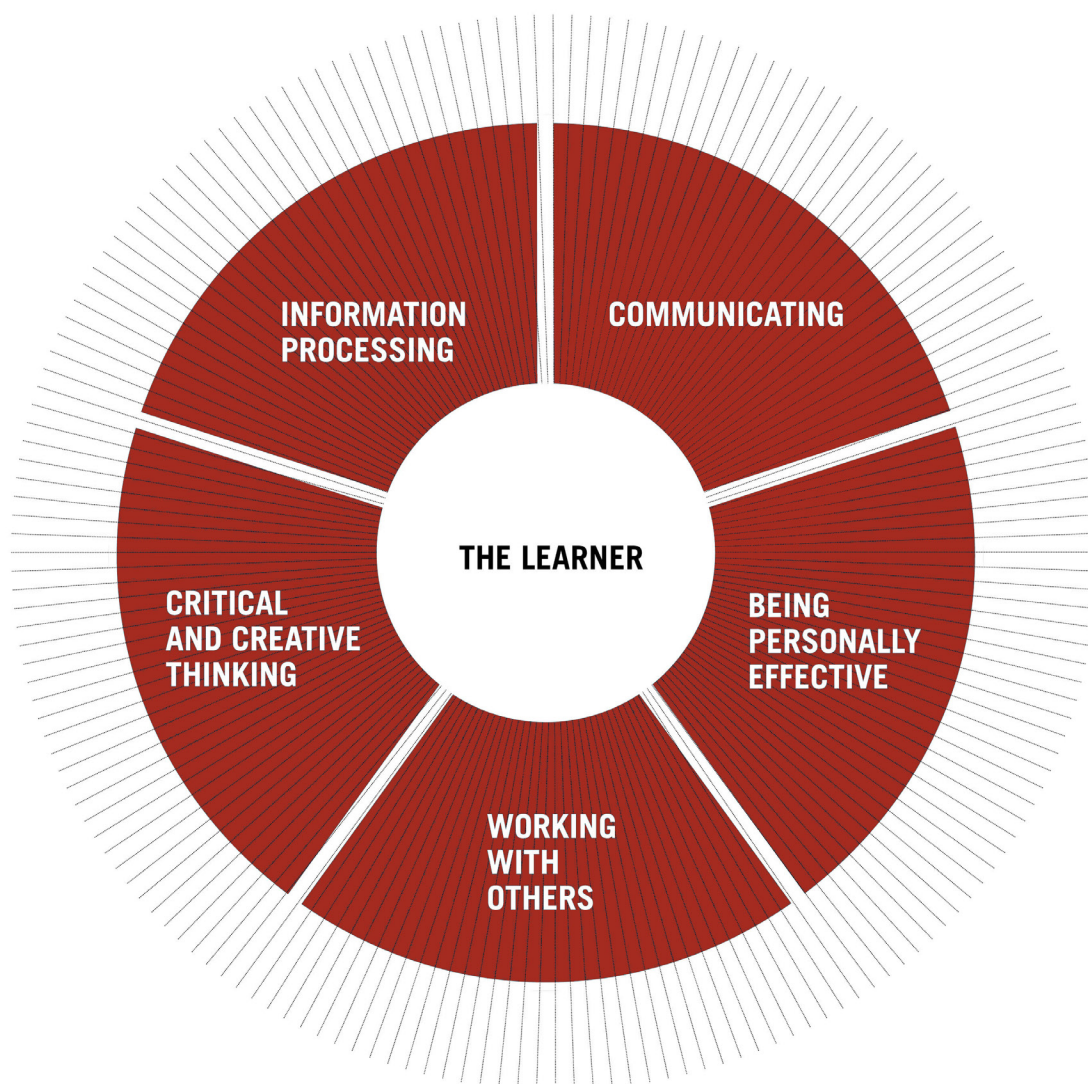 INFORMATION
PROCESSING
COMMUNICATING
THE LEARNER
CRITICAL
AND CREATIVE
THINKING
BEING
PERSONALLY
EFFECTIVE
WORKING
WITH
OTHERS